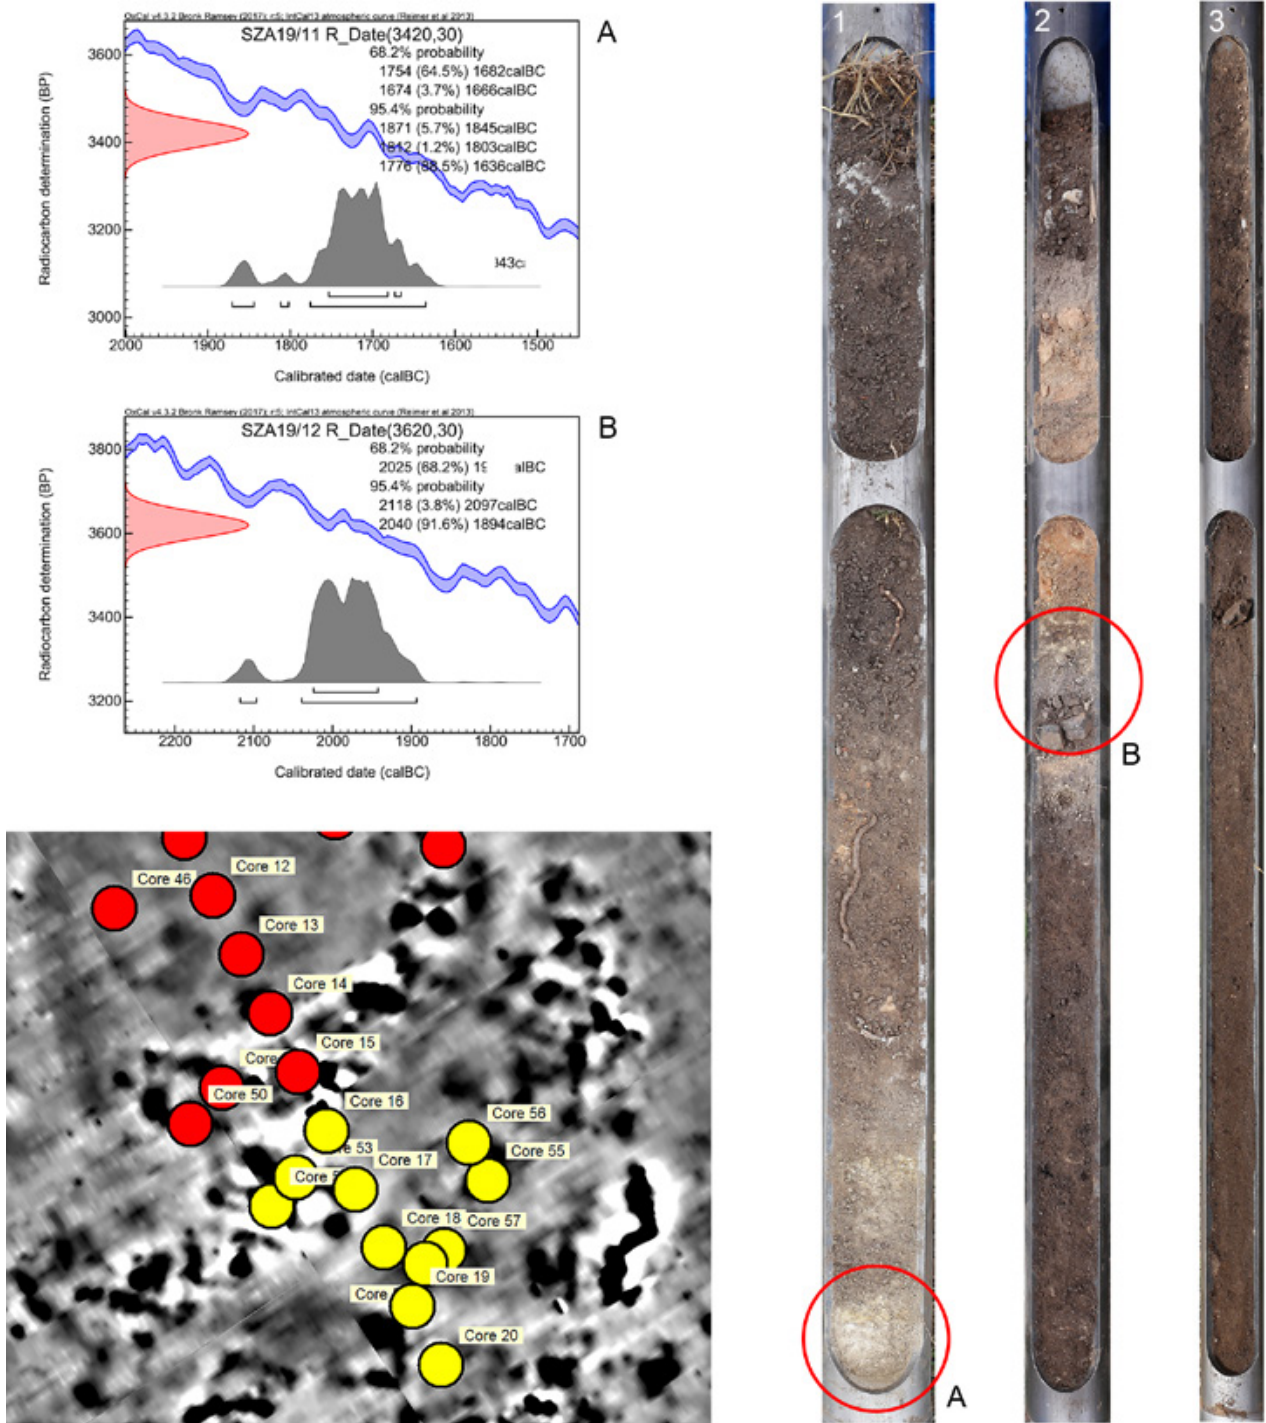 OxCal v4.3.2 Bronk Ramsey (2017); r:5; IntCal13 atmospheric curve (Reimer et al 2013)
SZA19/11 R_Date(3420,30)
68.2% probability
1754 (64.5%) 1682calBC
1674 (3.7%) 1666calBC
95.4% probability
1871 (5.7%) 1845calBC
1812 (1.2%) 1803calBC
1776 (88.5%) 1636calBC
A
Radiocarbon determination (BP)
3600
3400
3200
3000
2000 1900 1800 1700 1600 1500
Calibrated date (calBC)
OxCal v4.3.2 Bronk Ramsey (2017); r:5; IntCal13 atmospheric curve (Reimer et al 2013)
SZA19/12 R_Date(3620,30)
68.2% probability
2025 (68.2%)
95.4% probability
2118 (3.8%) 2097calBC
2040 (91.6%) 1894calBC
B
Radiocarbon determination (BP)
3800
3600
3400
3200
2200 2100 2000 1900 1800 1700
Calibrated date (calBC)
Core 46
Core 12
Core 13
Core 14
Core 15
Core
Core 50
Core 16
53
Core 17
Core 56
Core 55
Core
Core 18
Core 57
Core 19
Core
Core 20
1
2
3
B
A